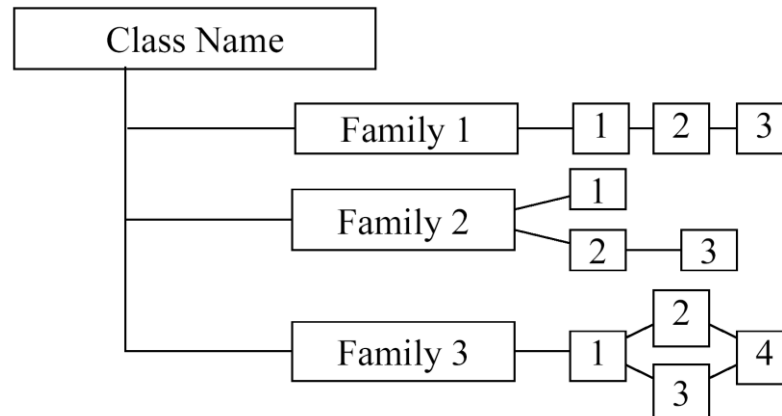 Class Name
Family 1 1 2 3
1
Family 2
2 3
2
Family 3 1 4
3